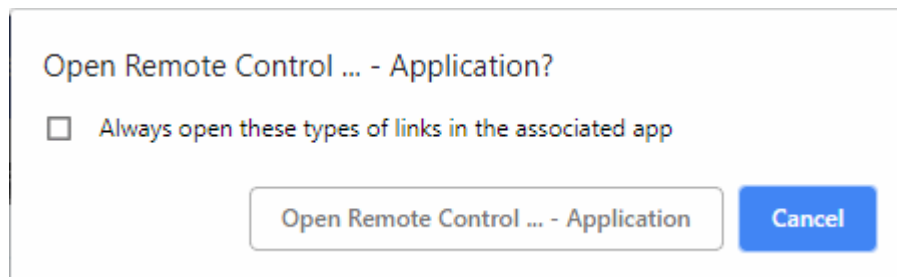 Open Remote Control ... - Application?
Always open these types of links in the associated app
Open Remote Control ... - Application
Cancel